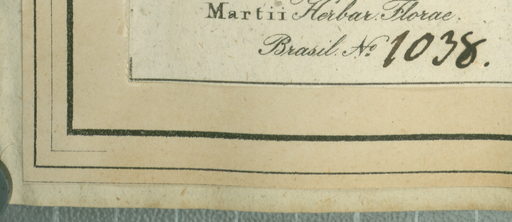 Martii Herbar. Florae.
Brasil. No 1038.